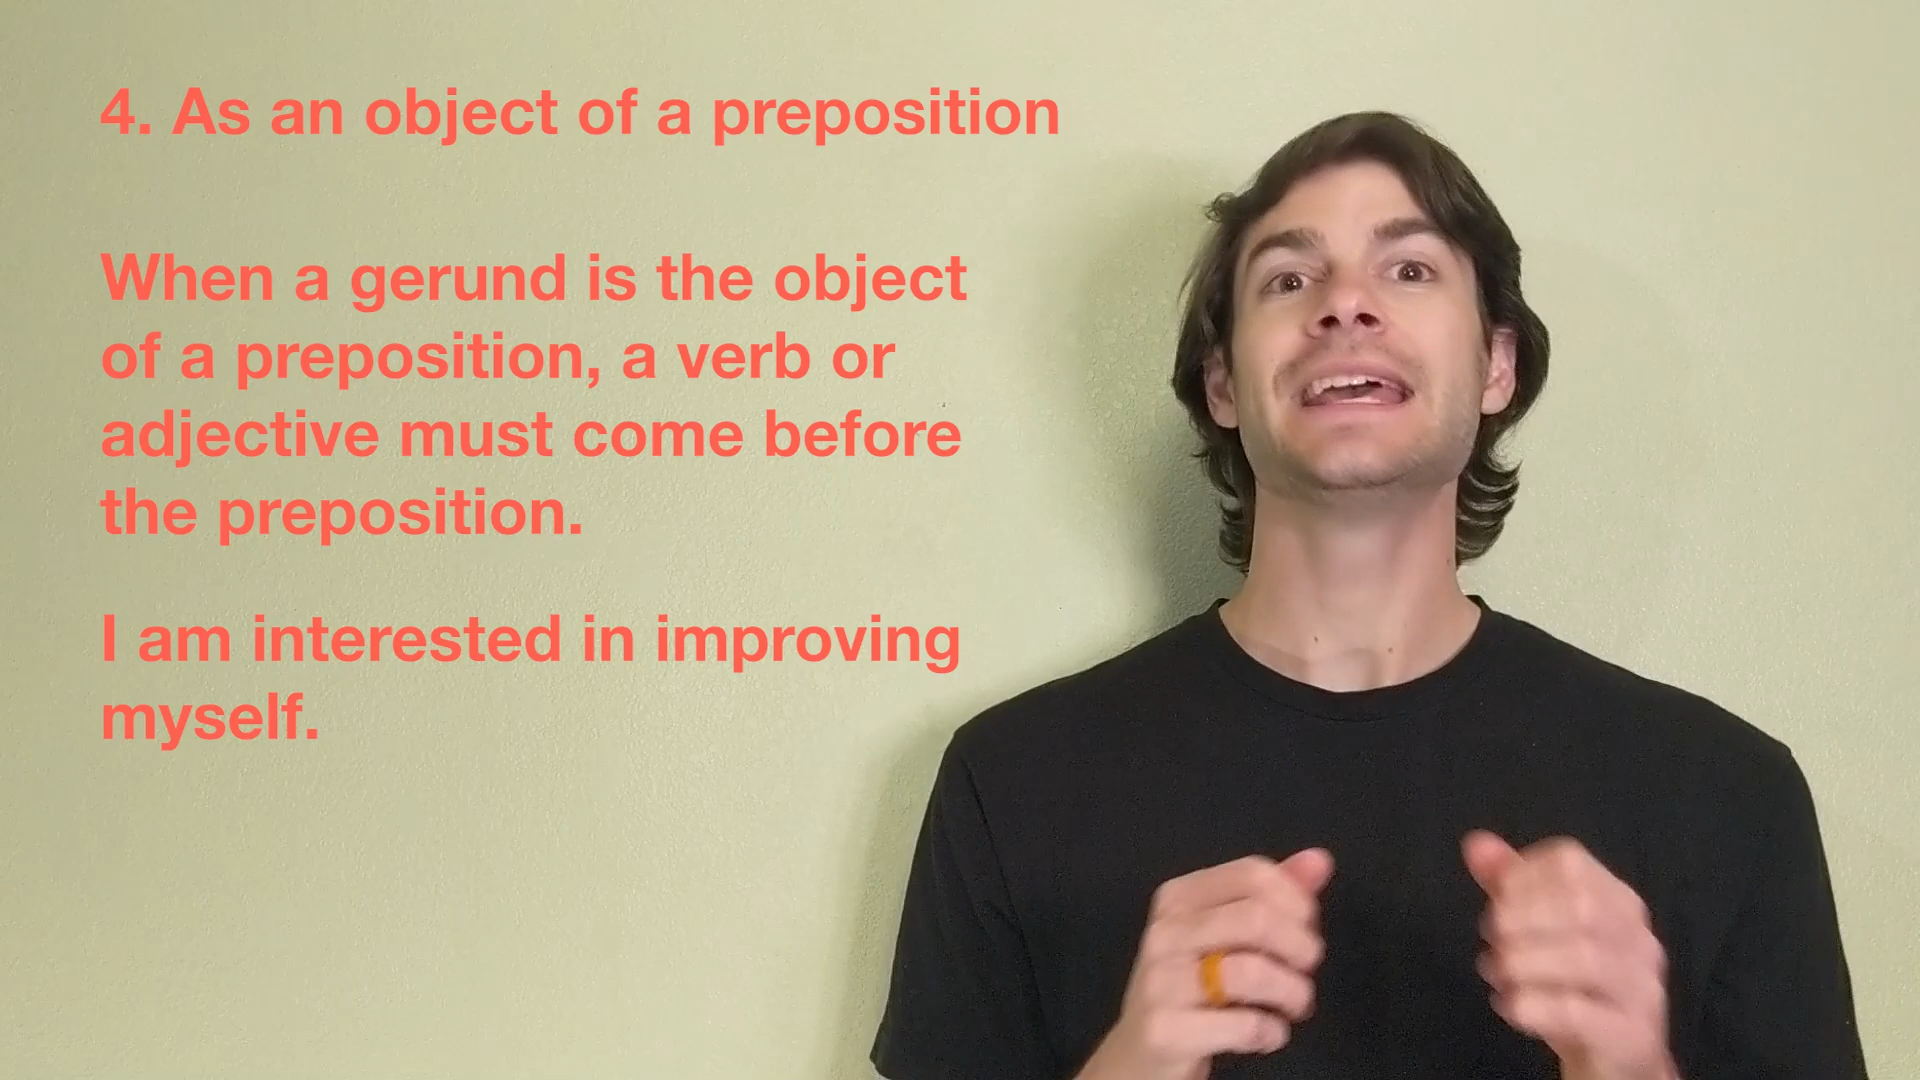 4. As an object of a preposition
When a gerund is the object
of a preposition, a verb or
adjective must come before
the preposition.
I am interested in improving
myself.